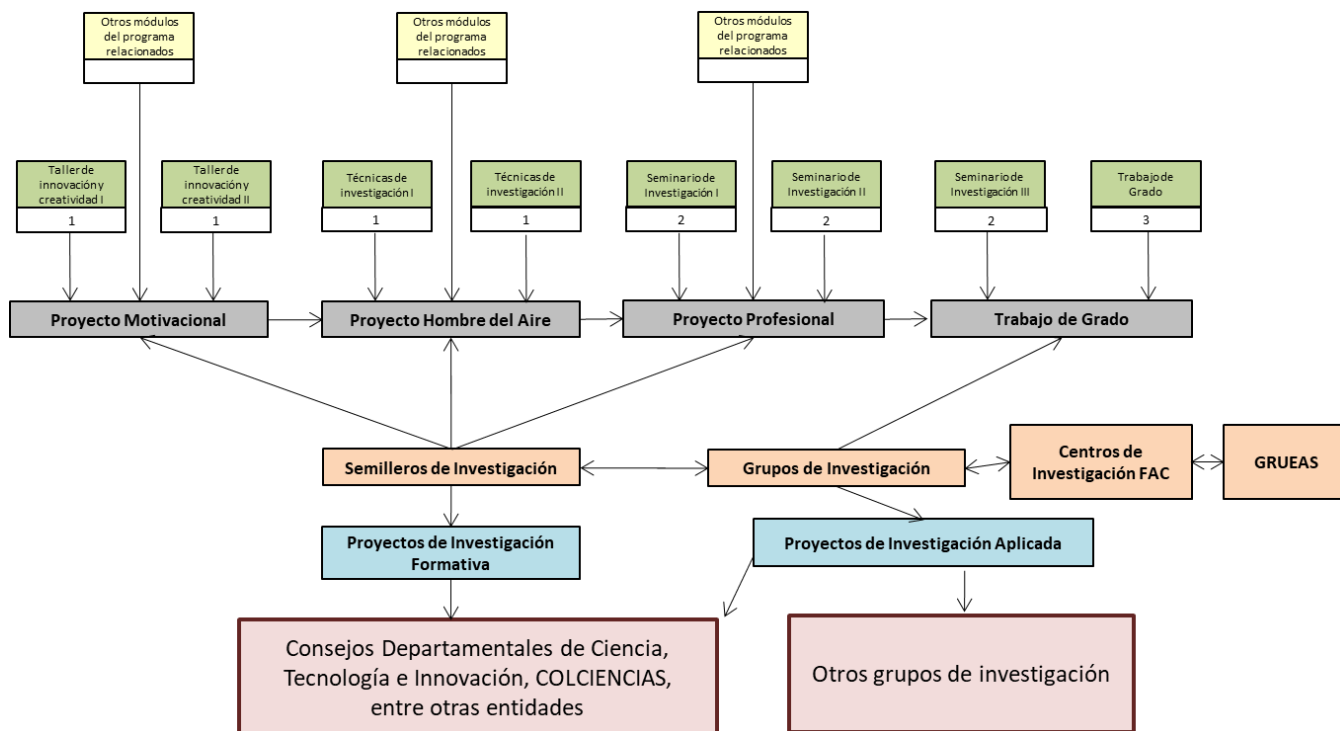 Otros módulos
del programa
relacionados
Otros módulos
del programa
relacionados
Otros módulos
del programa
relacionados
Taller de
innovación y
creatividad I
1
Taller de
innovación y
creatividad II
1
Técnicas de
investigación I
1
Técnicas de
investigación II
1
Seminario de
Investigación I
2
Seminario de
Investigación II
2
Seminario de
Investigación III
2
Trabajo de
Grado
3
Proyecto Motivacional
Proyecto Hombre del Aire
Proyecto Profesional
Trabajo de Grado
Semilleros de Investigación
Grupos de Investigación
Centros de
Investigación FAC
GRUEAS
Proyectos de Investigación
Formativa
Proyectos de Investigación Aplicada
Consejos Departamentales de Ciencia,
Tecnología e Innovación, COLCIENCIAS,
entre otras entidades
Otros grupos de investigación